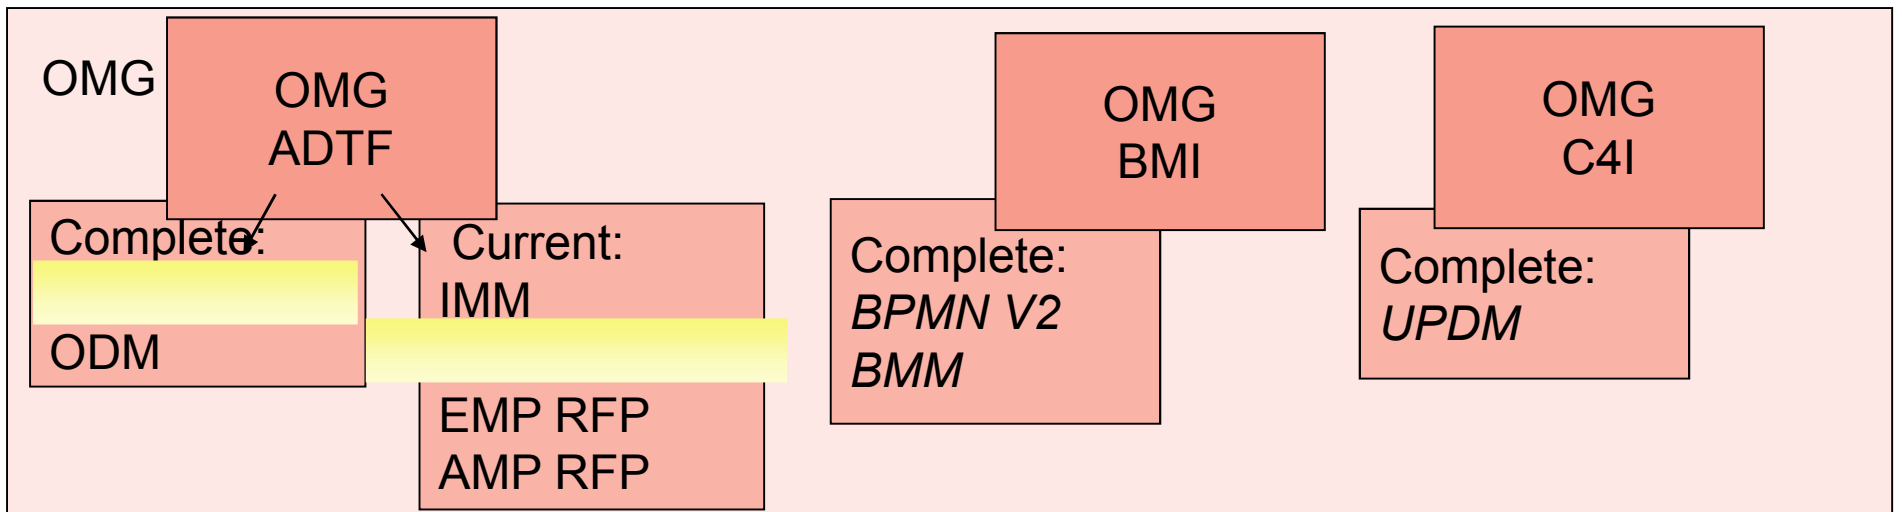 OMG
OMG
ADTF
Complete:
ODM
Current:
IMM
EMP RFP
AMP RFP
OMG
BMI
Complete:
BPMN V2
BMM
OMG
C4I
Complete:
UPDM